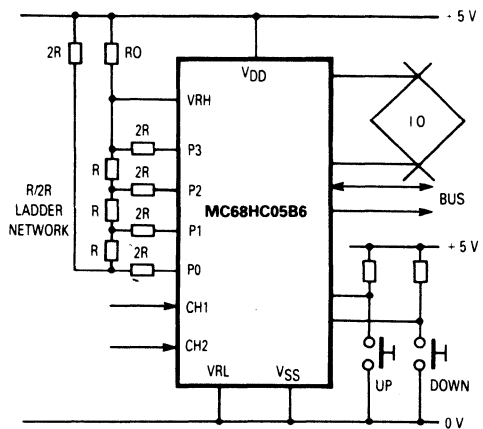 + 5 V
2R
RO
VDD
VRH
2R
P3
R
2R
P2
R/2R
LADDER
NETWORK
R
2R
P1
R
2R
P0
MC68HC05B6
IO
BUS
+ 5 V
CH1
CH2
VRL
VSS
UP
DOWN
0 V